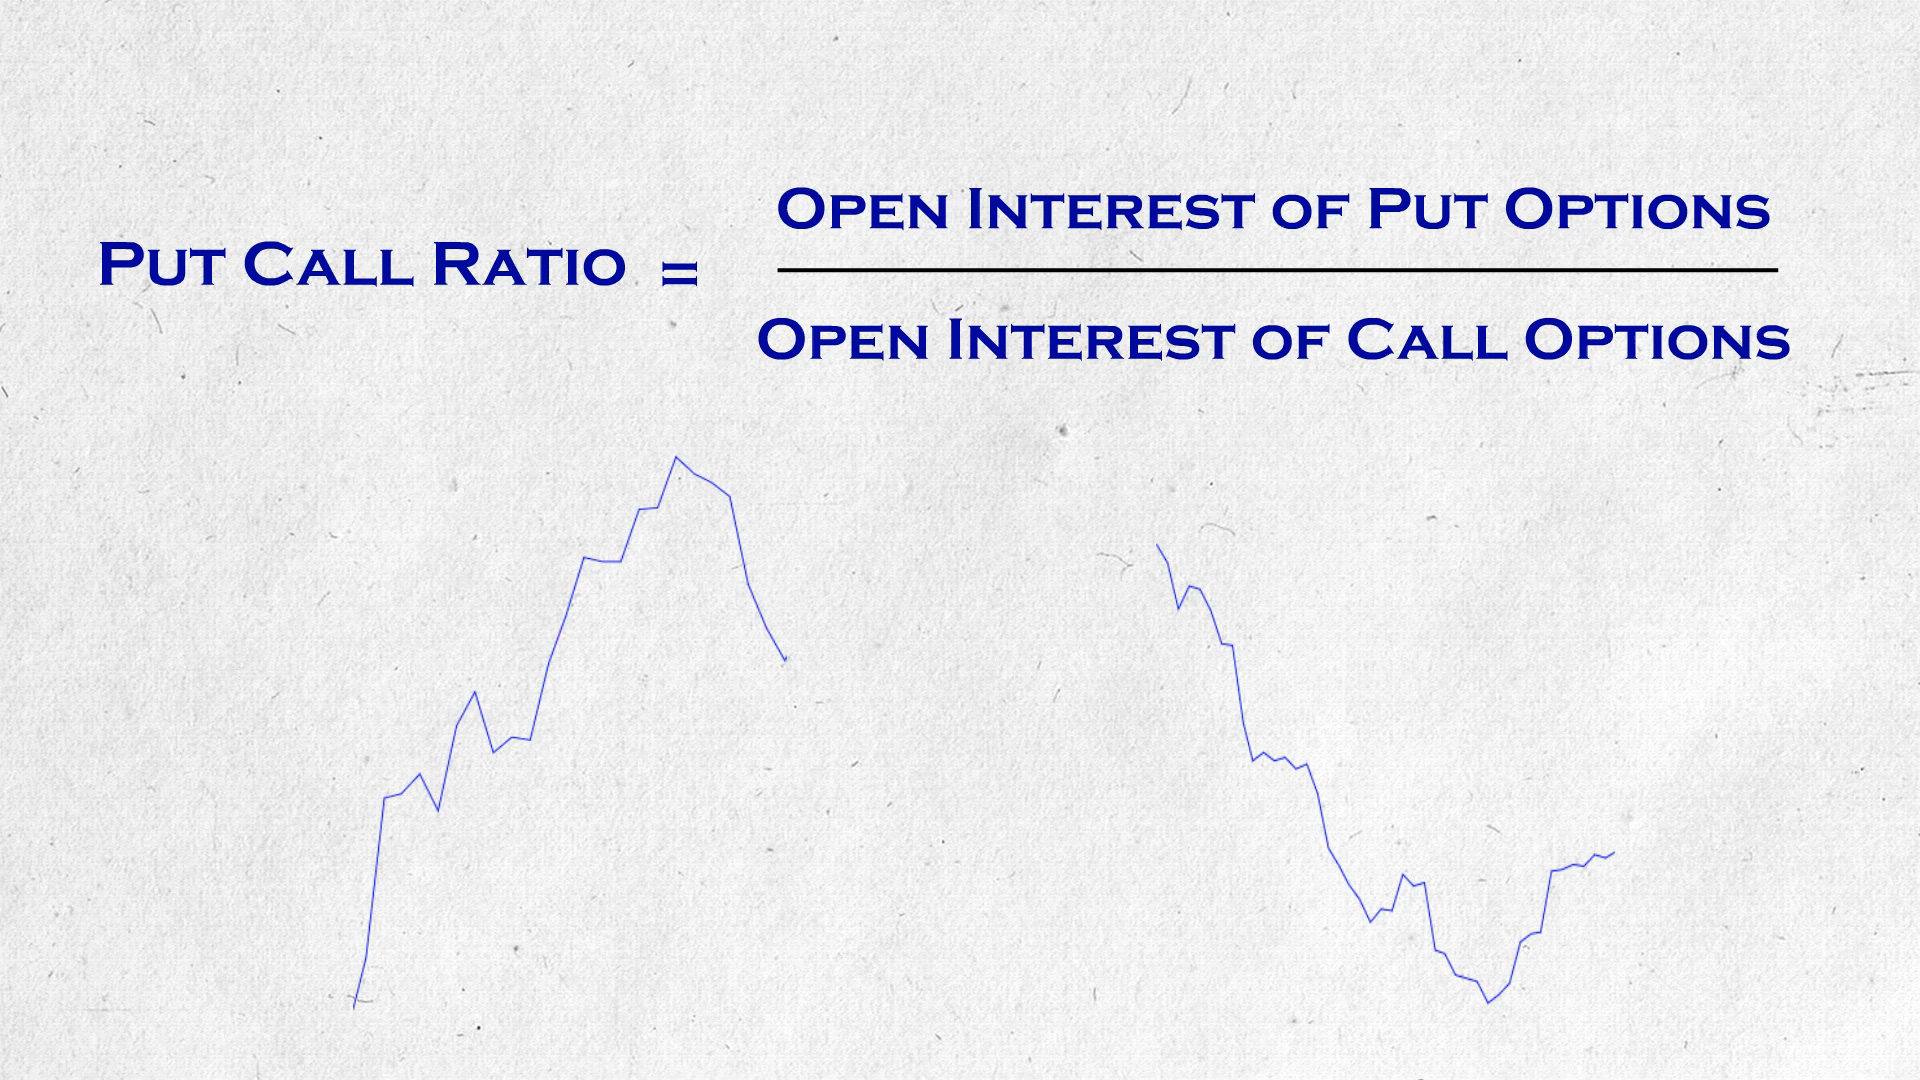 Put Call Ratio =
Open Interest of Put Options
Open Interest of Call Options